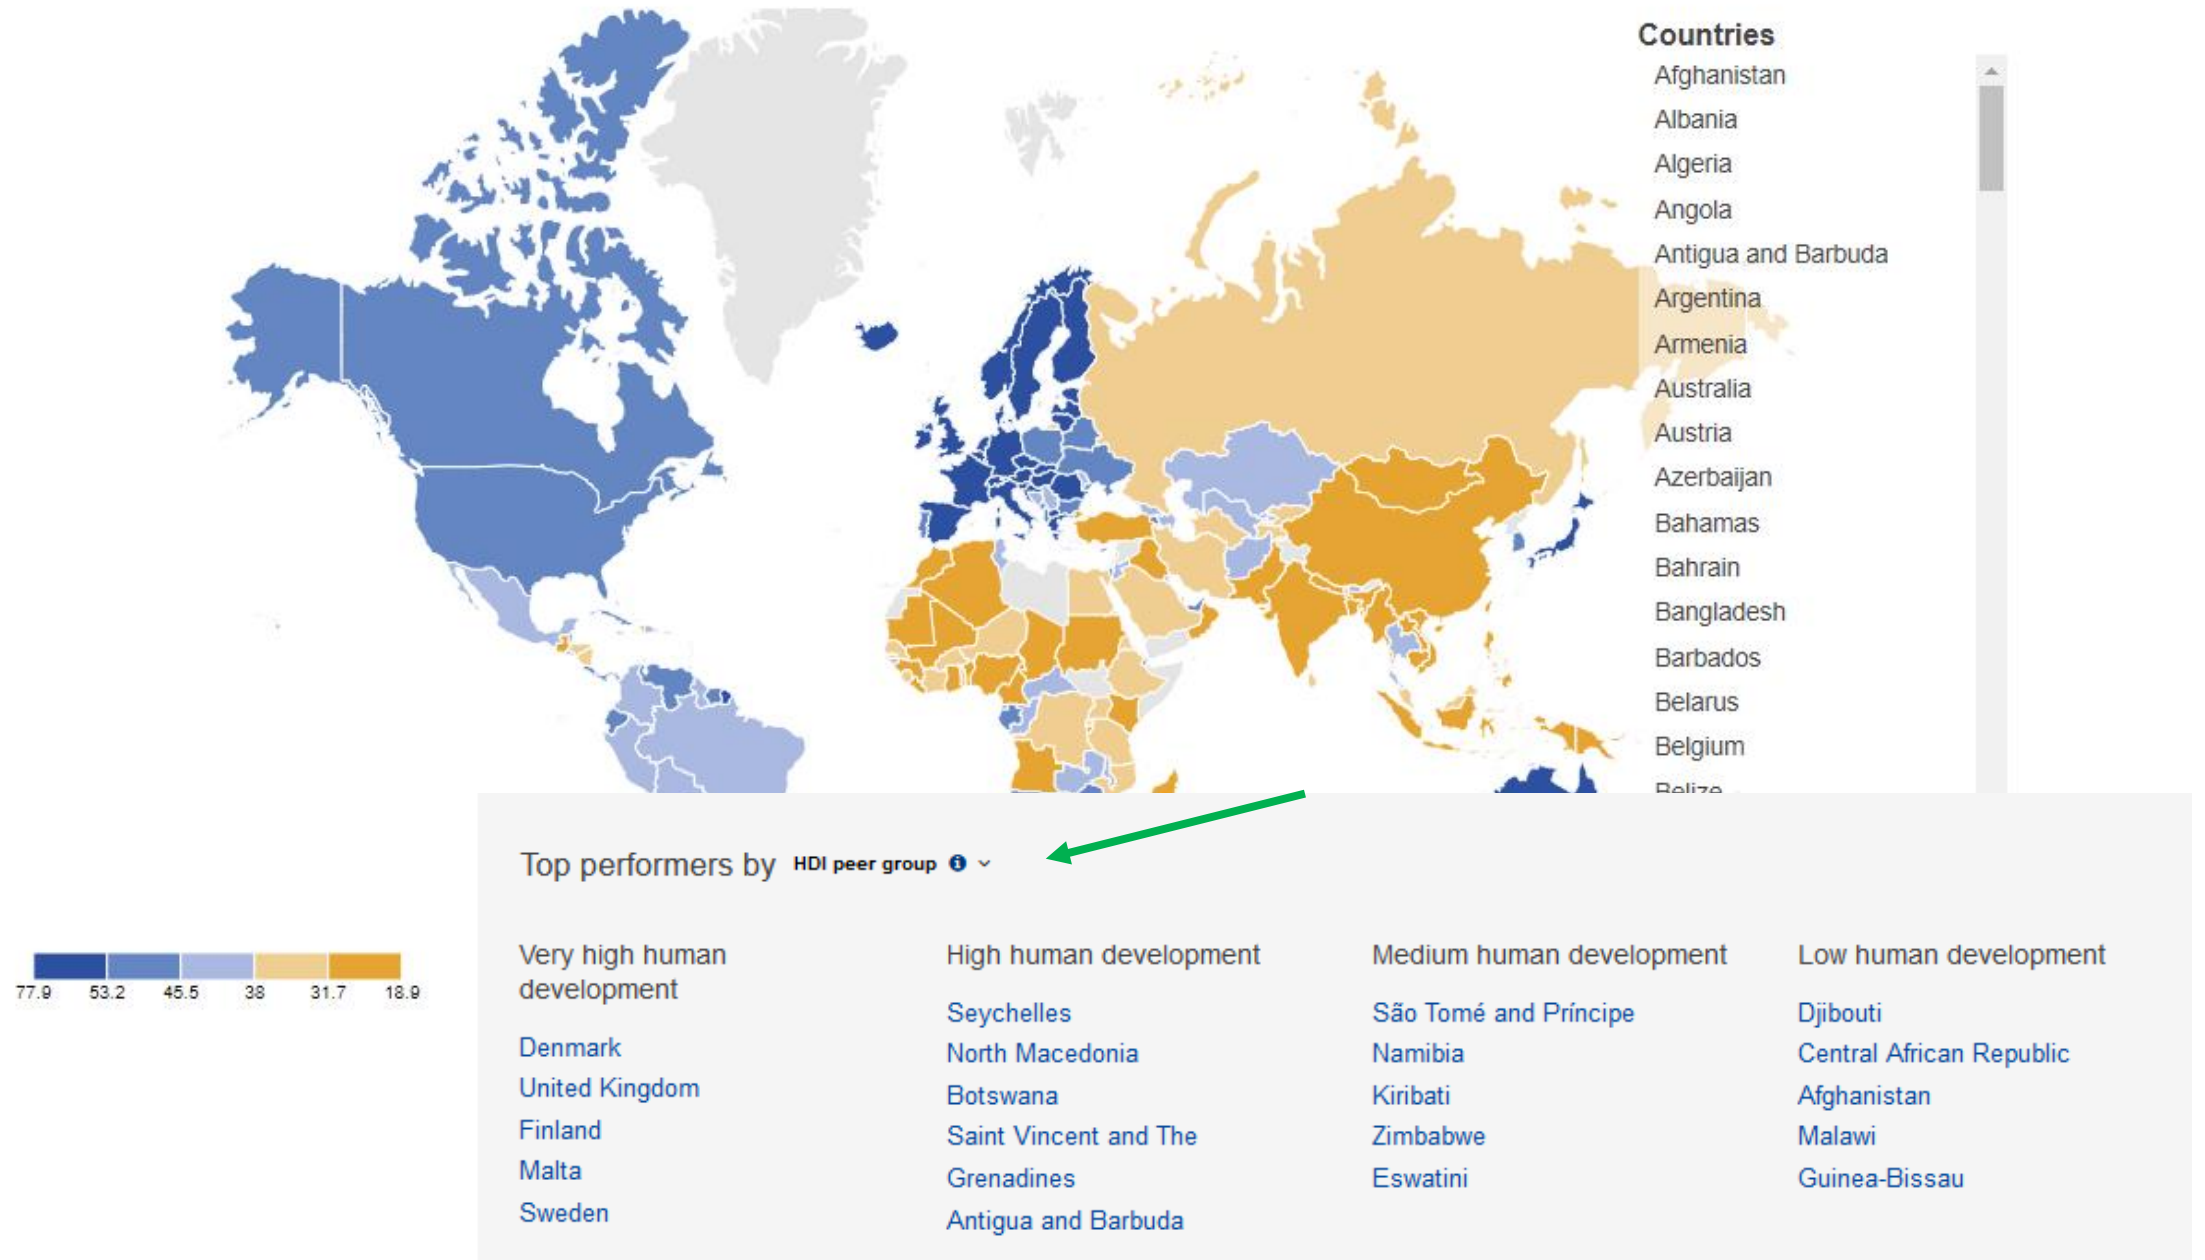 Countries
Afghanistan
Albania
Algeria
Angola
Antigua and Barbuda
Argentina
Armenia
Australia
Austria
Azerbaijan
Bahamas
Bahrain
Bangladesh
Barbados
Belarus
Belgium
Belize
Top performers by HDI peer group
77.9 53.2 45.5 38 31.7 18.9
Very high human
development
Denmark
United Kingdom
Finland
Malta
Sweden
High human development
Seychelles
North Macedonia
Botswana
Saint Vincent and The
Grenadines
Antigua and Barbuda
Medium human development
São Tomé and Príncipe
Namibia
Kiribati
Zimbabwe
Eswatini
Low human development
Djibouti
Central African Republic
Afghanistan
Malawi
Guinea-Bissau